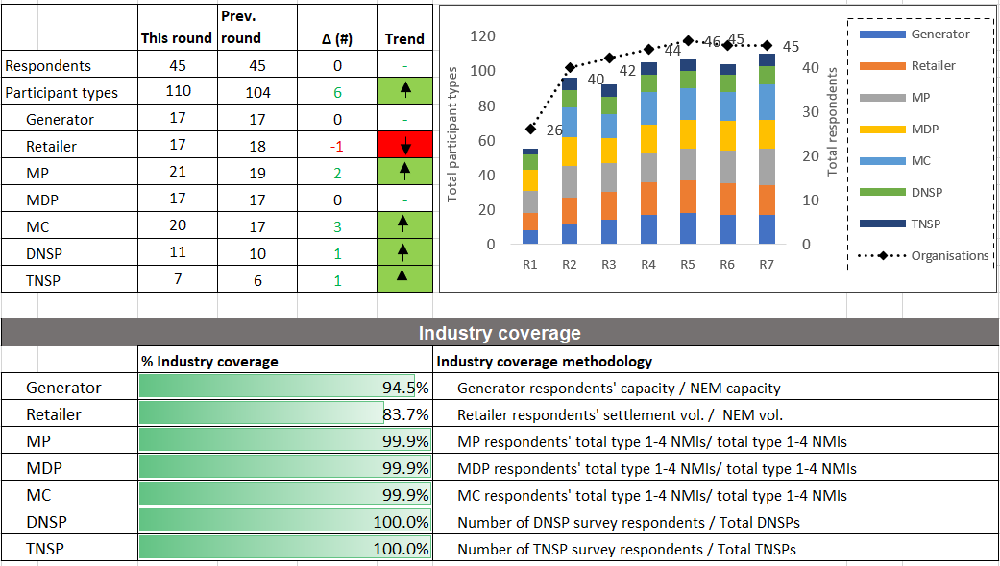 This round Prev. round Δ (#) Trend
Respondents 45 45 0 -
Participant types 110 104 6
Generator 17 17 0 -
Retailer 17 18 -1
MP 21 19 2
MDP 17 17 0 -
MC 20 17 3
DNSP 11 10 1
TNSP 7 6 1
Total participant types
120
100
80
60
40
20
0
26 40 42 44 46 45 45
R1 R2 R3 R4 R5 R6 R7
40
30
20
10
0
Total respondents
Generator
Retailer
MP
MDP
MC
DNSP
TNSP
Organisations
Industry coverage
% Industry coverage Industry coverage methodology
Generator 94.5% Generator respondents' capacity / NEM capacity
Retailer 83.7% Retailer respondents' settlement vol. / NEM vol.
MP 99.9% MP respondents' total type 1-4 NMIs/ total type 1-4 NMIs
MDP 99.9% MDP respondents' total type 1-4 NMIs/ total type 1-4 NMIs
MC 99.9% MC respondents' total type 1-4 NMIs/ total type 1-4 NMIs
DNSP 100.0% Number of DNSP survey respondents / Total DNSPs
TNSP 100.0% Number of TNSP survey respondents / Total TNSPs